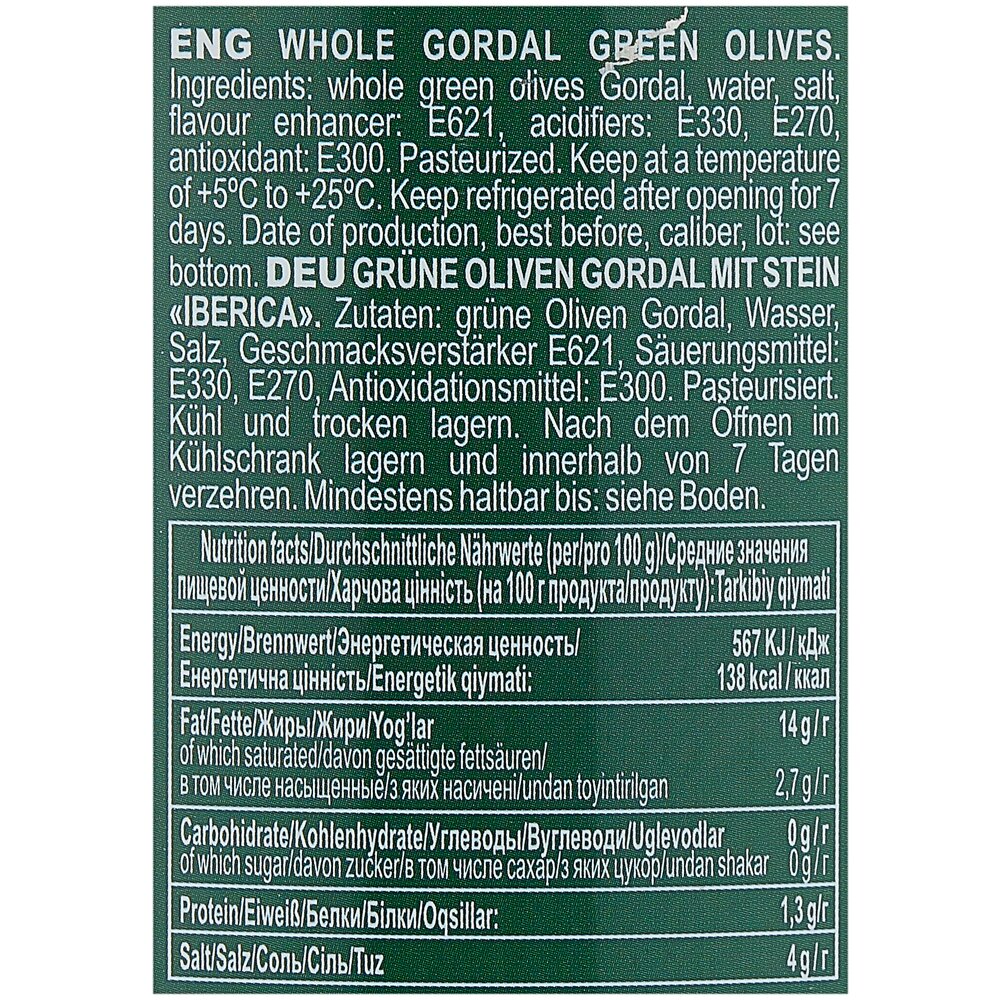 ENG WHOLE GORDAL GREEN OLIVES.
Ingredients: whole green olives Gordal, water, salt,
flavour enhancer: E621, acidifiers: E330, E270,
antioxidant: E300. Pasteurized. Keep at a temperature
of +5ºC to +25ºC. Keep refrigerated after opening for 7
days. Date of production, best before, caliber, lot: see
bottom. DEU GRÜNE OLIVEN GORDAL MIT STEIN
«IBERICA». Zutaten: grüne Oliven Gordal, Wasser,
Salz, Geschmacksverstärker E621, Säuerungsmittel:
E330, E270, Antioxidationsmittel: E300. Pasteurisiert.
Kühl und trocken lagern. Nach dem Öffnen im
Kühlschrank lagern und innerhalb von 7 Tagen
verzehren. Mindestens haltbar bis: siehe Boden.
Nutrition facts/Durchschnittliche Nährwerte (per/pro 100 g)/Средние значения
пищевой ценности/Харчова цінність (на 100 г продукта/продукту):Tarkibiy qiymati
Energy/Brennwert/Энергетическая ценность/ 567 KJ / кДж
Енергетична цінність/Energetik qiymati: 138 kcal / ккал
Fat/Fette/Жиры/Жири/Yog'lar 14 g/г
of which saturated/davon gesättigte fettsäuren/
в том числе насыщенные/з яких насичені/undan toyintirilgan 2,7 g/г
Carbohidrate/Kohlenhydrate/Углеводы/Вуглеводи/Uglevodlar 0 g/г
of which sugar/davon zucker/в том числе сахар/з яких цукор/undan shakar 0 g/г
Protein/Eiweiß/Белки/Білки/Oqsillar: 1,3 g/г
Salt/Salz/Соль/Сіль/Tuz 4 g/г